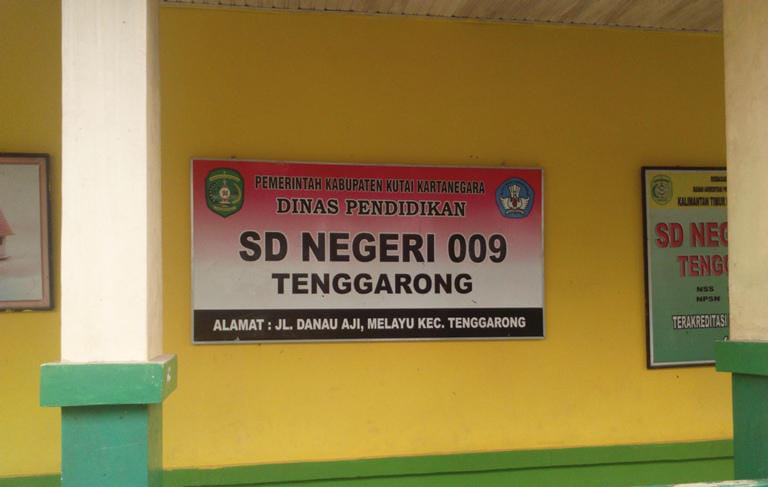 PEMERINTAH KABUPATEN KUTAI KARTANEGARA
DINAS PENDIDIKAN
SD NEGERI 009
TENGGARONG
ALAMAT : JL. DANAU AJI, MELAYU KEC. TENGGARONG
KALIMANTAN TIMUR
SD NEG
TENGG
NSS
NPSN
TERAKREDITASI